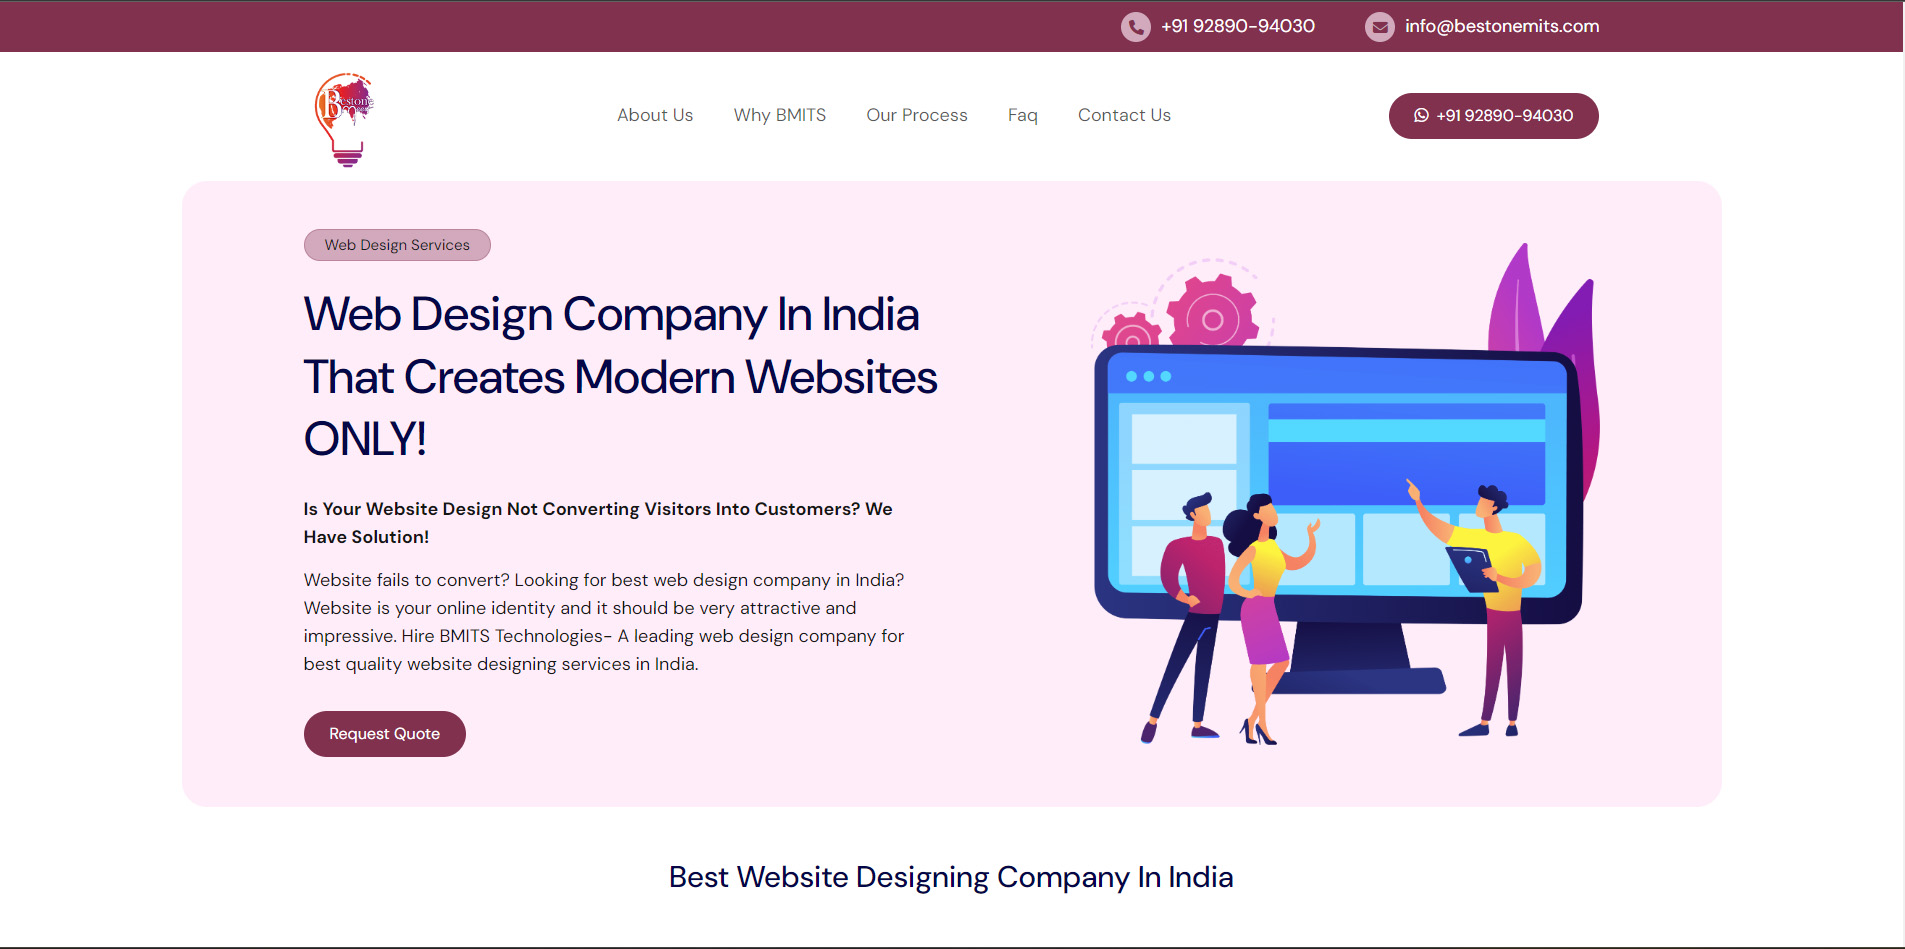 +91 92890-94030
info@bestonemits.com
Bestone
About Us
Why BMITS
Our Process
Faq
Contact Us
+91 92890-94030
Web Design Services
Web Design Company In India
That Creates Modern Websites
ONLY!
Is Your Website Design Not Converting Visitors Into Customers? We
Have Solution!
Website fails to convert? Looking for best web design company in India?
Website is your online identity and it should be very attractive and
impressive. Hire BMITS Technologies- A leading web design company for
best quality website designing services in India.
Request Quote
Best Website Designing Company In India